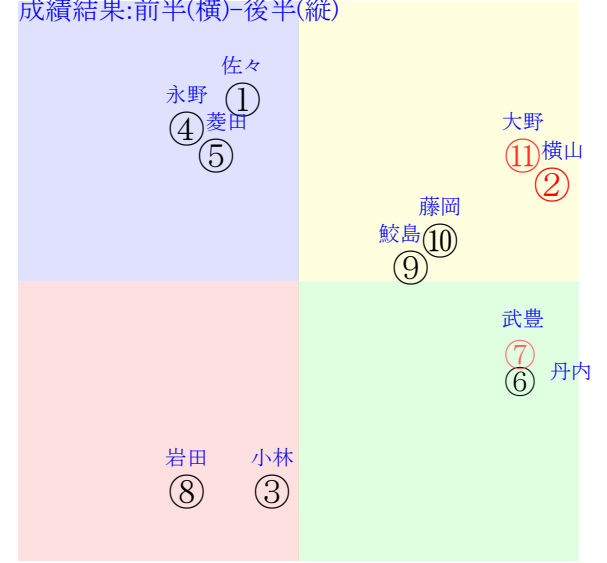 成績結果:前半(横)-後半(縦)
佐々
①
永野
④
菱田
⑤
大野
⑪
横山
②
藤岡
⑩
鮫島
⑨
武豊
⑦
⑥
丹内
岩田
⑧
小林
③